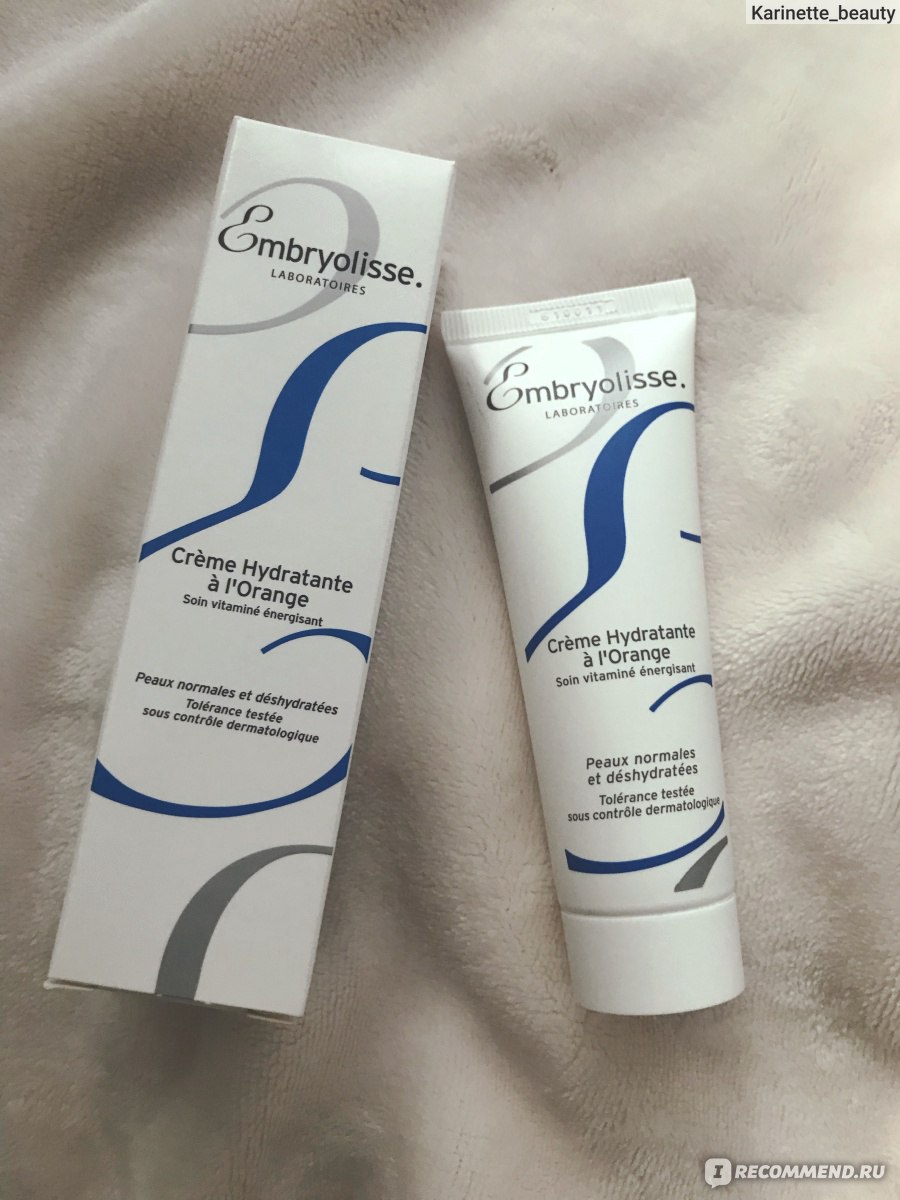 Karinette_beauty
Embryolisse.
LABORATOIRES
Crème Hydratante
à l'Orange
Soin vitaminé énergisant
Peaux normales et déshydratées
Tolérance testée
sous contrôle dermatologique
Embryolisse.
LABORATOIRES
Crème Hydratante
à l'Orange
Soin vitaminé énergisant
Peaux normales
et déshydratées
Tolérance testée
sous contrôle dermatologique
IRECOMMEND.RU